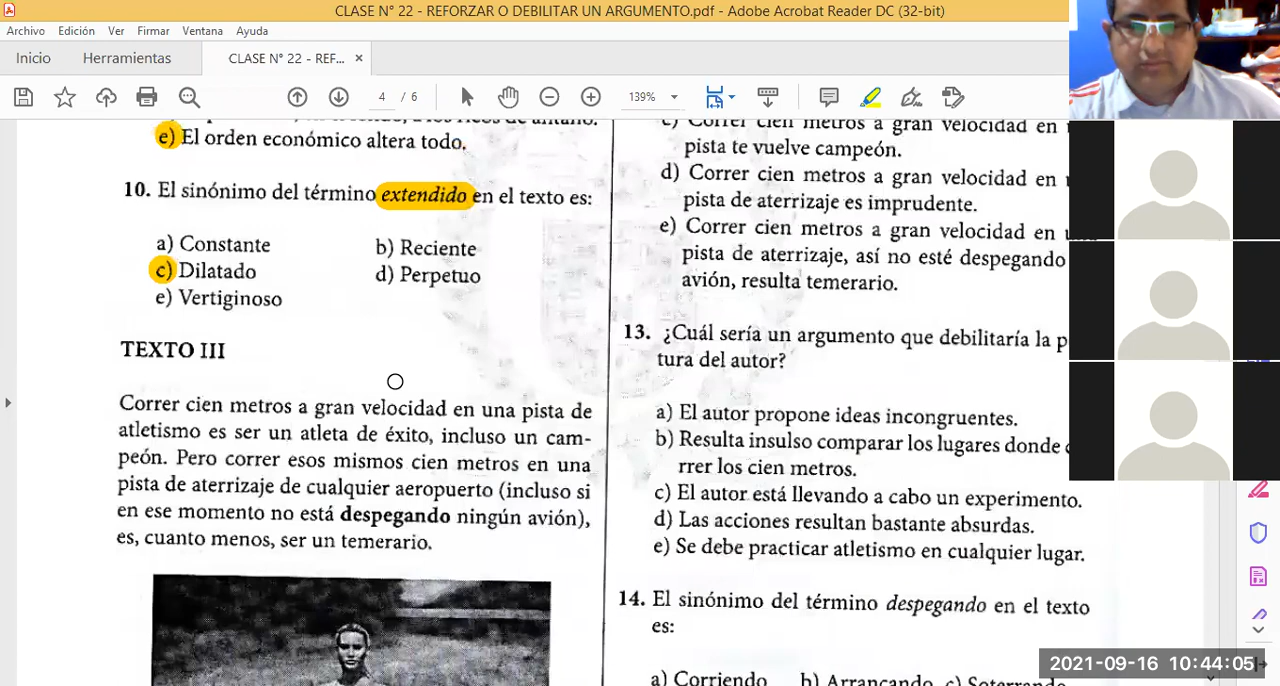 CLASE N° 22 - REFORZAR O DEBILITAR UN ARGUMENTO.pdf - Adobe Acrobat Reader DC (32-bit)
Archivo Edición Ver Firmar Ventana Ayuda
Inicio Herramientas CLASE N° 22 - REF... ×
4 / 6 139%
e) El orden económico altera todo.
10. El sinónimo del término extendido en el texto es:
a) Constante b) Reciente
c) Dilatado d) Perpetuo
e) Vertiginoso
TEXTO III
Correr cien metros a gran velocidad en una pista de
atletismo es ser un atleta de éxito, incluso un cam-
peón. Pero correr esos mismos cien metros en una
pista de aterrizaje de cualquier aeropuerto (incluso si
en ese momento no está despegando ningún avión),
es, cuanto menos, ser un temerario.
c) Correr cien metros a gran velocidad en
pista te vuelve campeón.
d) Correr cien metros a gran velocidad en
pista de aterrizaje es imprudente.
e) Correr cien metros a gran velocidad en
pista de aterrizaje, así no esté despegando
avión, resulta temerario.
13. ¿Cuál sería un argumento que debilitaría la p
tura del autor?
a) El autor propone ideas incongruentes.
b) Resulta insulso comparar los lugares donde
rrer los cien metros.
c) El autor está llevando a cabo un experimento.
d) Las acciones resultan bastante absurdas.
e) Se debe practicar atletismo en cualquier lugar.
14. El sinónimo del término despegando en el texto
es:
a) Corriendo b) Arrancando c) Soterrando
2021-09-16 10:44:05